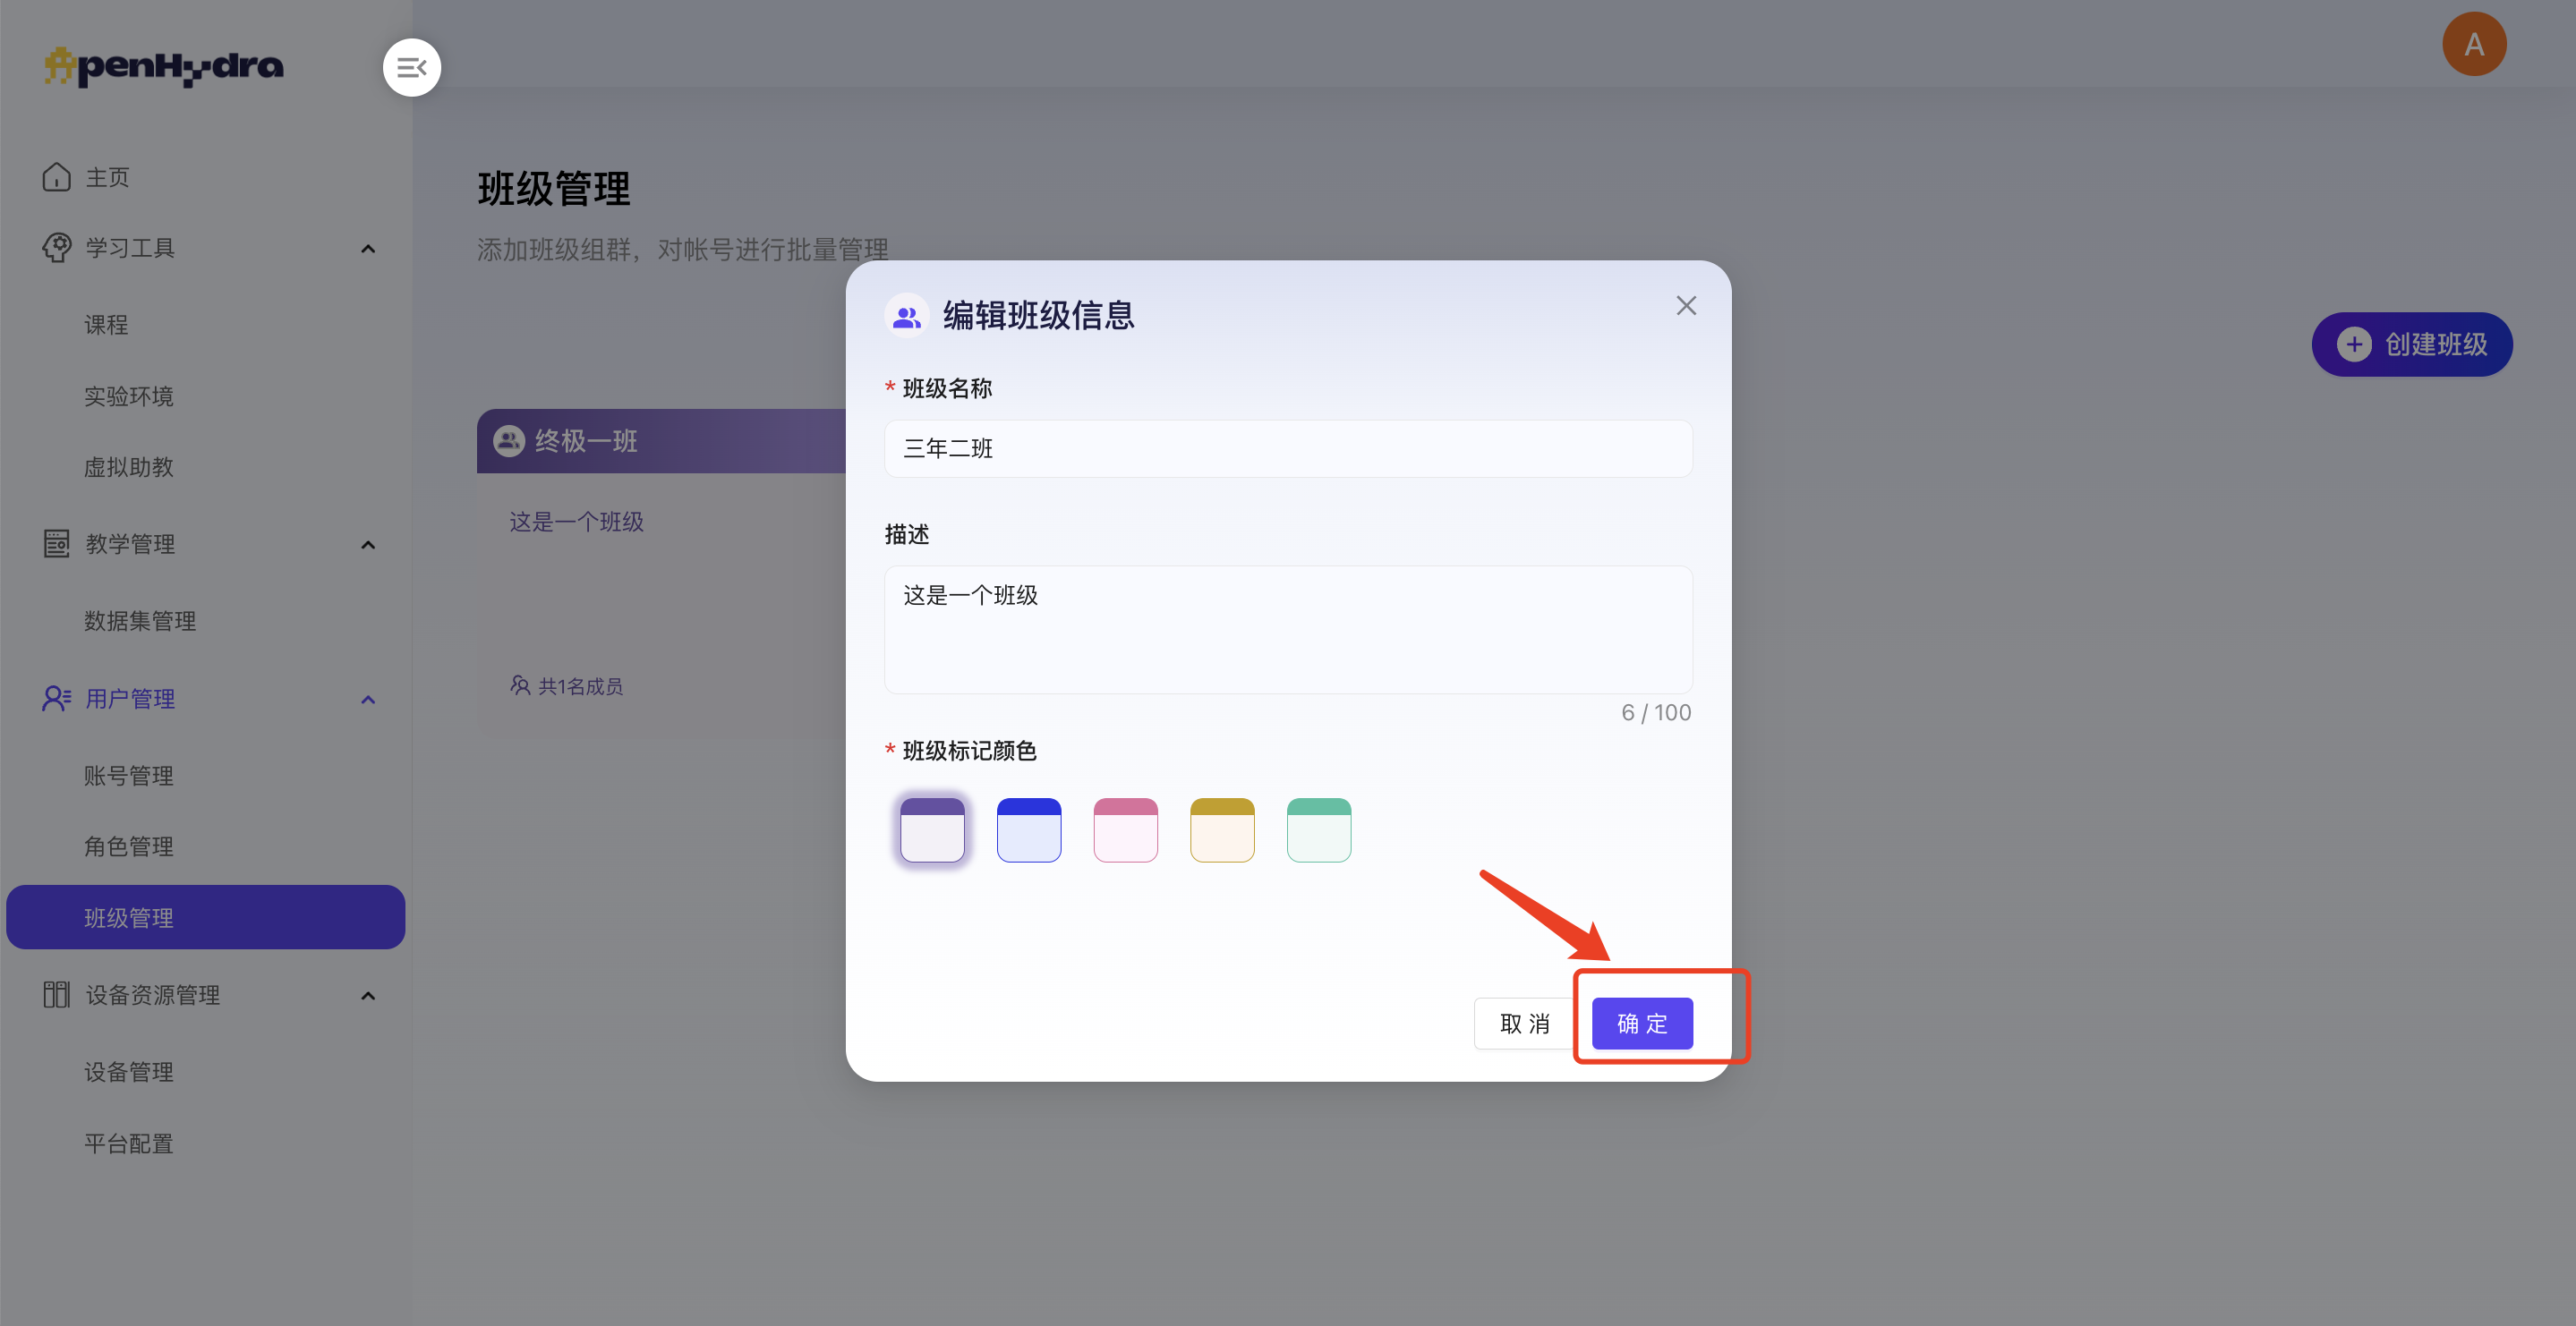 OpenHydra
A
主页
学习工具
课程
实验环境
虚拟助教
教学管理
数据集管理
用户管理
账号管理
角色管理
班级管理
设备资源管理
设备管理
平台配置
班级管理
添加班级组群，对帐号进行批量管理
创建班级
终极一班
这是一个班级
共1名成员
编辑班级信息
* 班级名称
三年二班
描述
这是一个班级
6 / 100
* 班级标记颜色
取 消
确 定